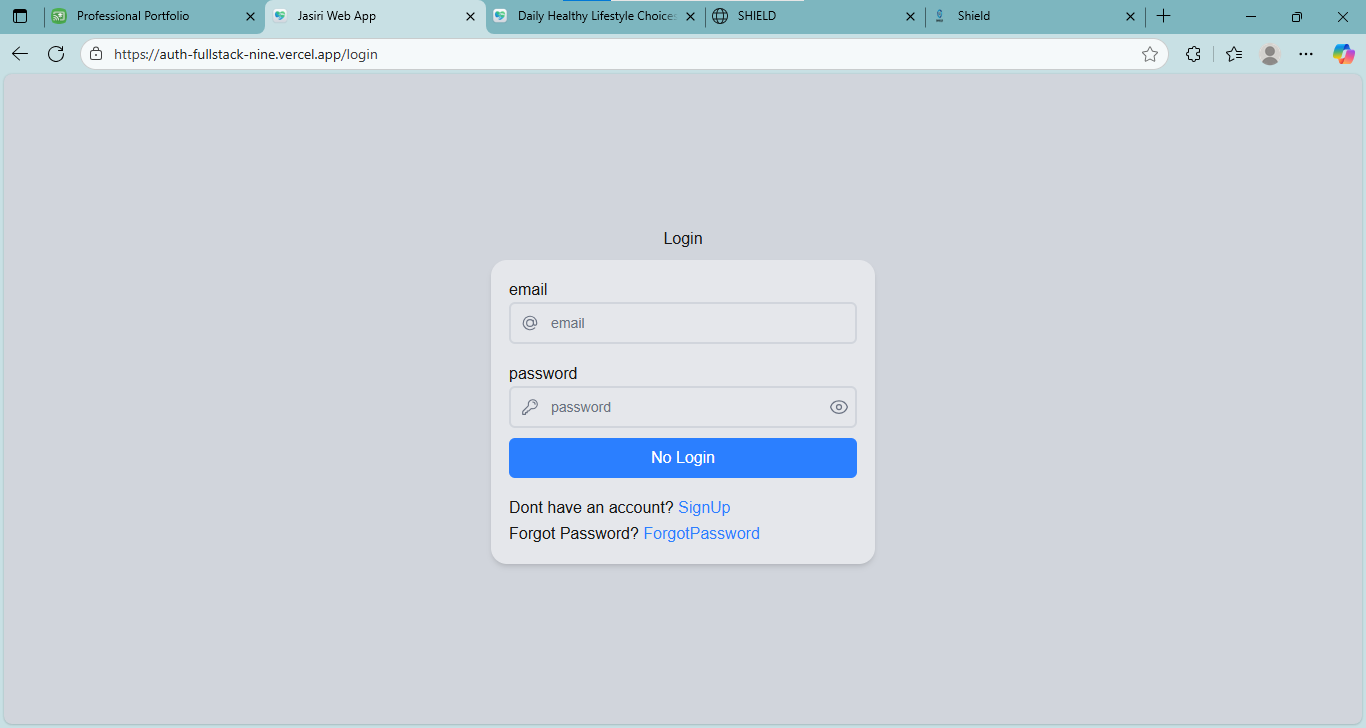 Professional Portfolio
Jasiri Web App
Daily Healthy Lifestyle Choices
SHIELD
Shield
https://auth-fullstack-nine.vercel.app/login
Login
email
@ email
password
password
No Login
Dont have an account? SignUp
Forgot Password? ForgotPassword